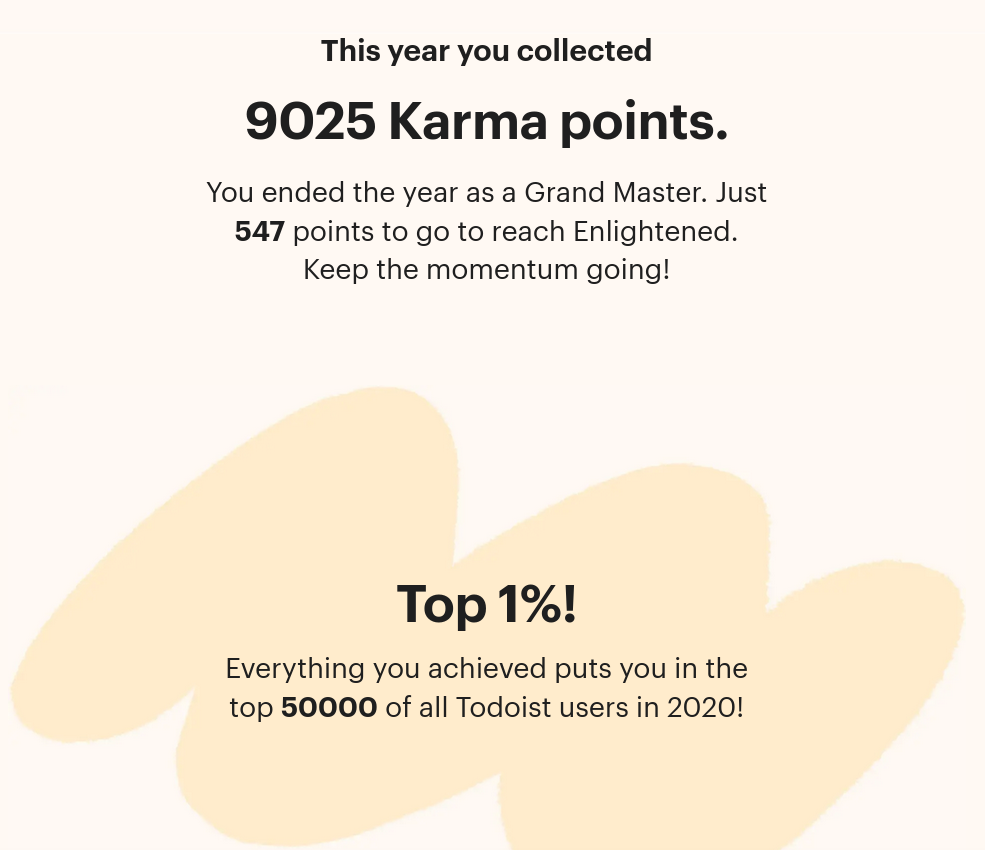 This year you collected
9025 Karma points.
You ended the year as a Grand Master. Just
547 points to go to reach Enlightened.
Keep the momentum going!
Top 1%!
Everything you achieved puts you in the
top 50000 of all Todoist users in 2020!